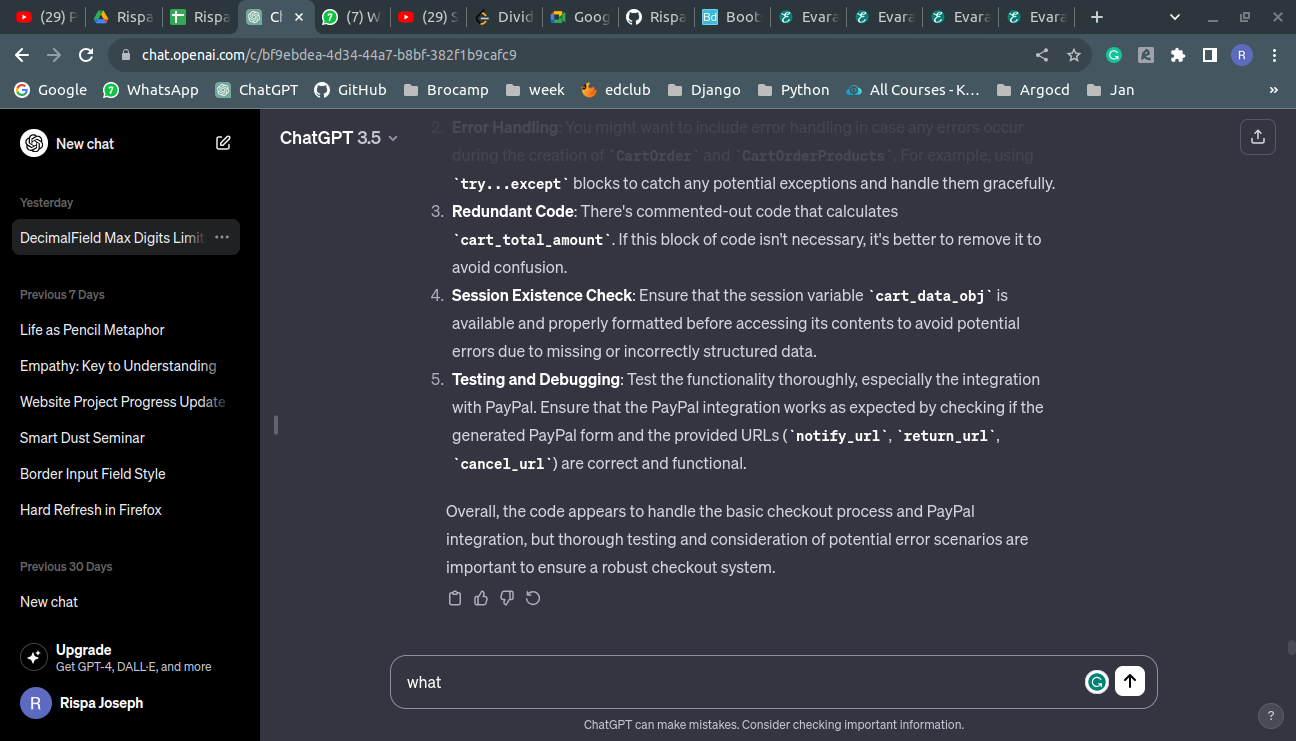 (29) P
Rispa
Rispa
Ch
(7) W
(29) S
Divid
Goog
Rispa
Boot
Evara
Evara
Evara
Evara
chat.openai.com/c/bf9ebdea-4d34-44a7-b8bf-382f1b9cafc9
R
Google
WhatsApp
ChatGPT
GitHub
Brocamp
week
edclub
Django
Python
All Courses - K...
Argocd
Jan
»
New chat
Yesterday
DecimalField Max Digits Limit
Previous 7 Days
Life as Pencil Metaphor
Empathy: Key to Understanding
Website Project Progress Update
Smart Dust Seminar
Border Input Field Style
Hard Refresh in Firefox
Previous 30 Days
New chat
Upgrade
Get GPT-4, DALL·E, and more
R
Rispa Joseph
ChatGPT 3.5
2. Error Handling: You might want to include error handling in case any errors occur
during the creation of `CartOrder` and `CartOrderProducts`. For example, using
`try...except` blocks to catch any potential exceptions and handle them gracefully.
3. Redundant Code: There's commented-out code that calculates
`cart_total_amount`. If this block of code isn't necessary, it's better to remove it to
avoid confusion.
4. Session Existence Check: Ensure that the session variable `cart_data_obj` is
available and properly formatted before accessing its contents to avoid potential
errors due to missing or incorrectly structured data.
5. Testing and Debugging: Test the functionality thoroughly, especially the integration
with PayPal. Ensure that the PayPal integration works as expected by checking if the
generated PayPal form and the provided URLs (`notify_url`, `return_url`,
`cancel_url`) are correct and functional.
Overall, the code appears to handle the basic checkout process and PayPal
integration, but thorough testing and consideration of potential error scenarios are
important to ensure a robust checkout system.
what
ChatGPT can make mistakes. Consider checking important information.
?